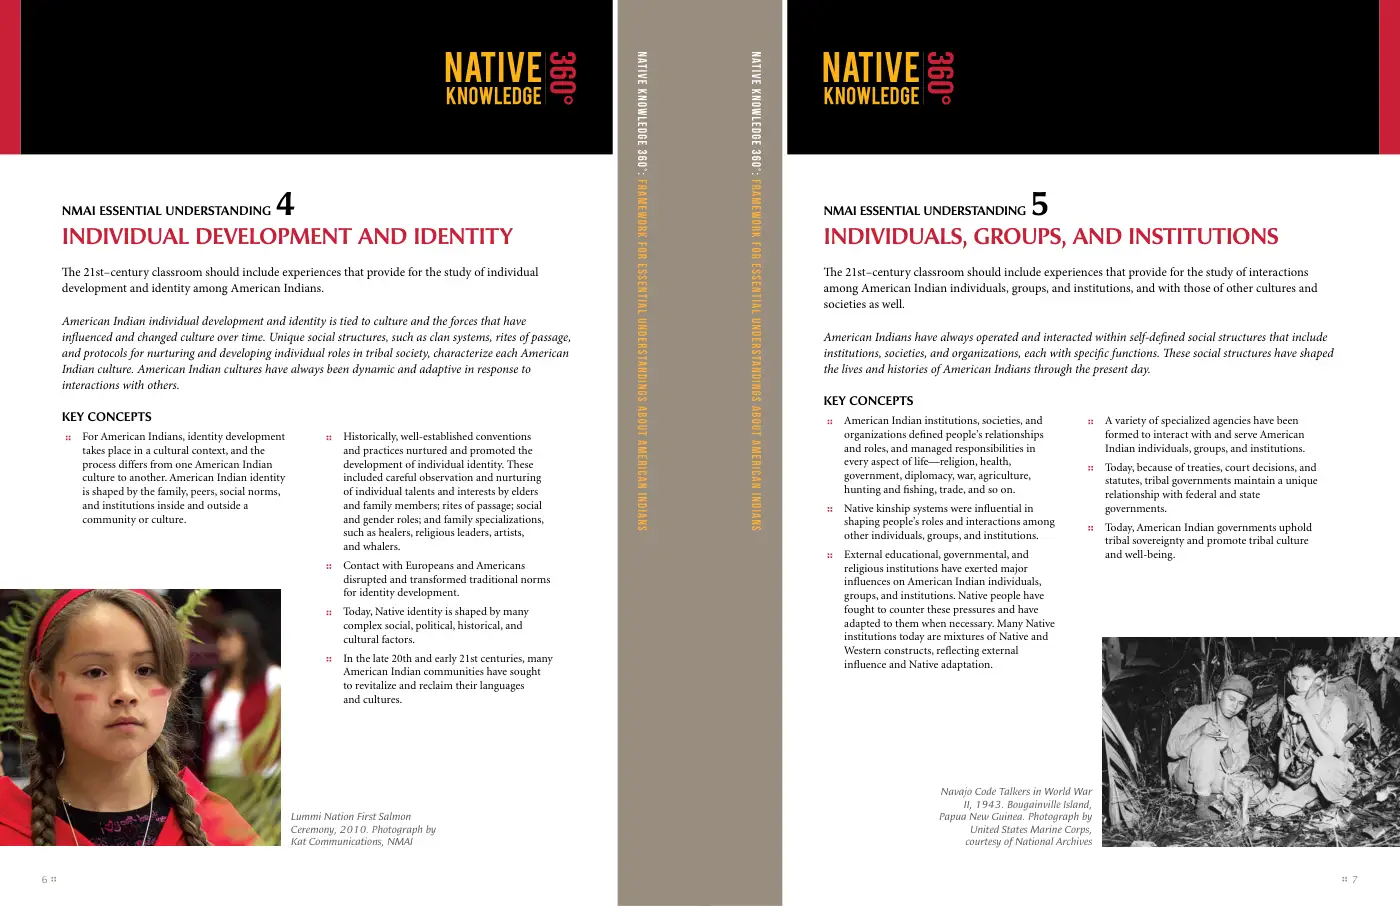 NATIVE
KNOWLEDGE
360°
NMAI ESSENTIAL UNDERSTANDING 4
INDIVIDUAL DEVELOPMENT AND IDENTITY
The 21st–century classroom should include experiences that provide for the study of individual
development and identity among American Indians.
American Indian individual development and identity is tied to culture and the forces that have
influenced and changed culture over time. Unique social structures, such as clan systems, rites of passage,
and protocols for nurturing and developing individual roles in tribal society, characterize each American
Indian culture. American Indian cultures have always been dynamic and adaptive in response to
interactions with others.
KEY CONCEPTS
For American Indians, identity development
takes place in a cultural context, and the
process differs from one American Indian
culture to another. American Indian identity
is shaped by the family, peers, social norms,
and institutions inside and outside a
community or culture.
Historically, well-established conventions
and practices nurtured and promoted the
development of individual identity. These
included careful observation and nurturing
of individual talents and interests by elders
and family members; rites of passage; social
and gender roles; and family specializations,
such as healers, religious leaders, artists,
and whalers.
Contact with Europeans and Americans
disrupted and transformed traditional norms
for identity development.
Today, Native identity is shaped by many
complex social, political, historical, and
cultural factors.
In the late 20th and early 21st centuries, many
American Indian communities have sought
to revitalize and reclaim their languages
and cultures.
Lummi Nation First Salmon
Ceremony, 2010. Photograph by
Kat Communications, NMAI
6
NATIVE KNOWLEDGE 360°: FRAMEWORK FOR ESSENTIAL UNDERSTANDINGS ABOUT AMERICAN INDIANS
NATIVE KNOWLEDGE 360°: FRAMEWORK FOR ESSENTIAL UNDERSTANDINGS ABOUT AMERICAN INDIANS
NATIVE
KNOWLEDGE
360°
NMAI ESSENTIAL UNDERSTANDING 5
INDIVIDUALS, GROUPS, AND INSTITUTIONS
The 21st–century classroom should include experiences that provide for the study of interactions
among American Indian individuals, groups, and institutions, and with those of other cultures and
societies as well.
American Indians have always operated and interacted within self-defined social structures that include
institutions, societies, and organizations, each with specific functions. These social structures have shaped
the lives and histories of American Indians through the present day.
KEY CONCEPTS
American Indian institutions, societies, and
organizations defined people's relationships
and roles, and managed responsibilities in
every aspect of life—religion, health,
government, diplomacy, war, agriculture,
hunting and fishing, trade, and so on.
Native kinship systems were influential in
shaping people's roles and interactions among
other individuals, groups, and institutions.
External educational, governmental, and
religious institutions have exerted major
influences on American Indian individuals,
groups, and institutions. Native people have
fought to counter these pressures and have
adapted to them when necessary. Many Native
institutions today are mixtures of Native and
Western constructs, reflecting external
influence and Native adaptation.
A variety of specialized agencies have been
formed to interact with and serve American
Indian individuals, groups, and institutions.
Today, because of treaties, court decisions, and
statutes, tribal governments maintain a unique
relationship with federal and state
governments.
Today, American Indian governments uphold
tribal sovereignty and promote tribal culture
and well-being.
Navajo Code Talkers in World War
II, 1943. Bougainville Island,
Papua New Guinea. Photograph by
United States Marine Corps,
courtesy of National Archives
7